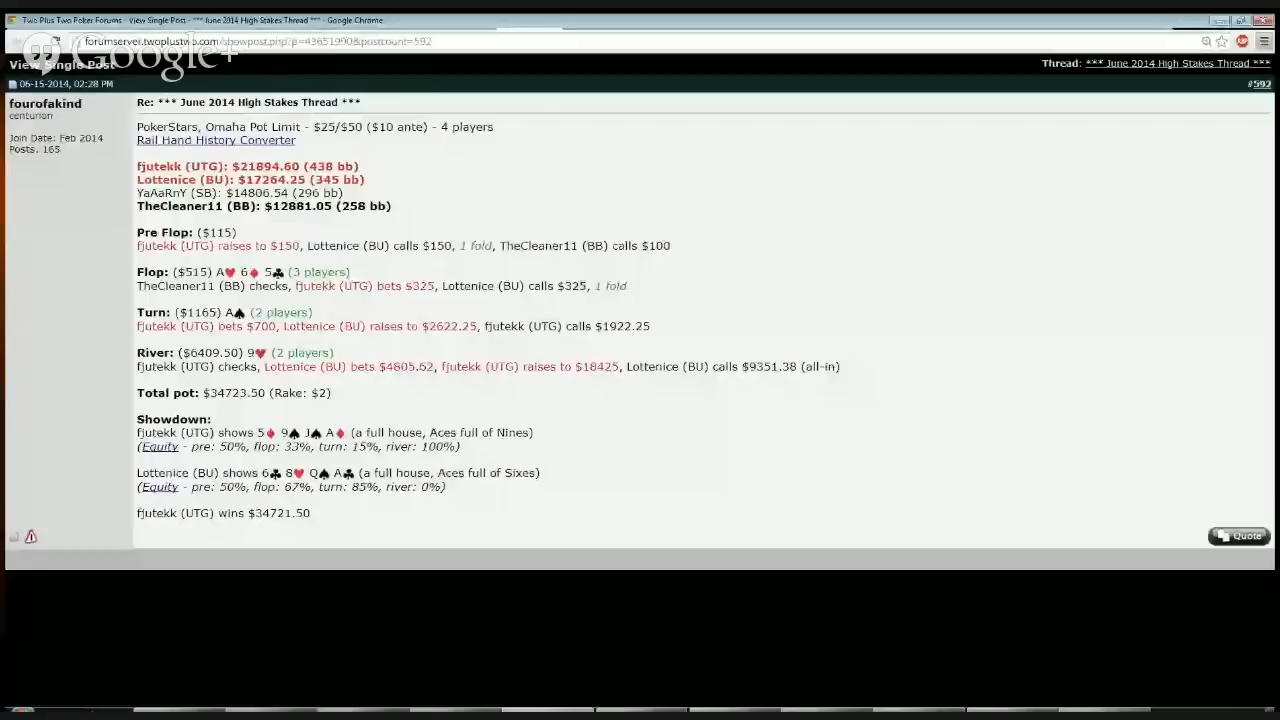 Two Plus Two Poker Forums - View Single Post - *** June 2014 High Stakes Thread *** - Google Chrome
forumserver.twoplustwo.com/showpost.php?p=43651990&postcount=592
Google+
View Single Post
Thread: *** June 2014 High Stakes Thread ***
06-15-2014, 02:28 PM
#592
fourofakind
centurion
Join Date: Feb 2014
Posts: 165
Re: *** June 2014 High Stakes Thread ***
PokerStars, Omaha Pot Limit - $25/$50 ($10 ante) - 4 players
Rail Hand History Converter
fjutekk (UTG): $21894.60 (438 bb)
Lottenice (BU): $17264.25 (345 bb)
YaAaRnY (SB): $14806.54 (296 bb)
TheCleaner11 (BB): $12881.05 (258 bb)
Pre Flop: ($115)
fjutekk (UTG) raises to $150, Lottenice (BU) calls $150, 1 fold, TheCleaner11 (BB) calls $100
Flop: ($515) A♥ 6♦ 5♣ (3 players)
TheCleaner11 (BB) checks, fjutekk (UTG) bets $325, Lottenice (BU) calls $325, 1 fold
Turn: ($1165) A♠ (2 players)
fjutekk (UTG) bets $700, Lottenice (BU) raises to $2622.25, fjutekk (UTG) calls $1922.25
River: ($6409.50) 9♥ (2 players)
fjutekk (UTG) checks, Lottenice (BU) bets $4805.62, fjutekk (UTG) raises to $18425, Lottenice (BU) calls $9351.38 (all-in)
Total pot: $34723.50 (Rake: $2)
Showdown:
fjutekk (UTG) shows 5♦ 9♠ J♠ A♦ (a full house, Aces full of Nines)
(Equity - pre: 50%, flop: 33%, turn: 15%, river: 100%)
Lottenice (BU) shows 6♣ 8♥ Q♠ A♣ (a full house, Aces full of Sixes)
(Equity - pre: 50%, flop: 67%, turn: 85%, river: 0%)
fjutekk (UTG) wins $34721.50
Quote